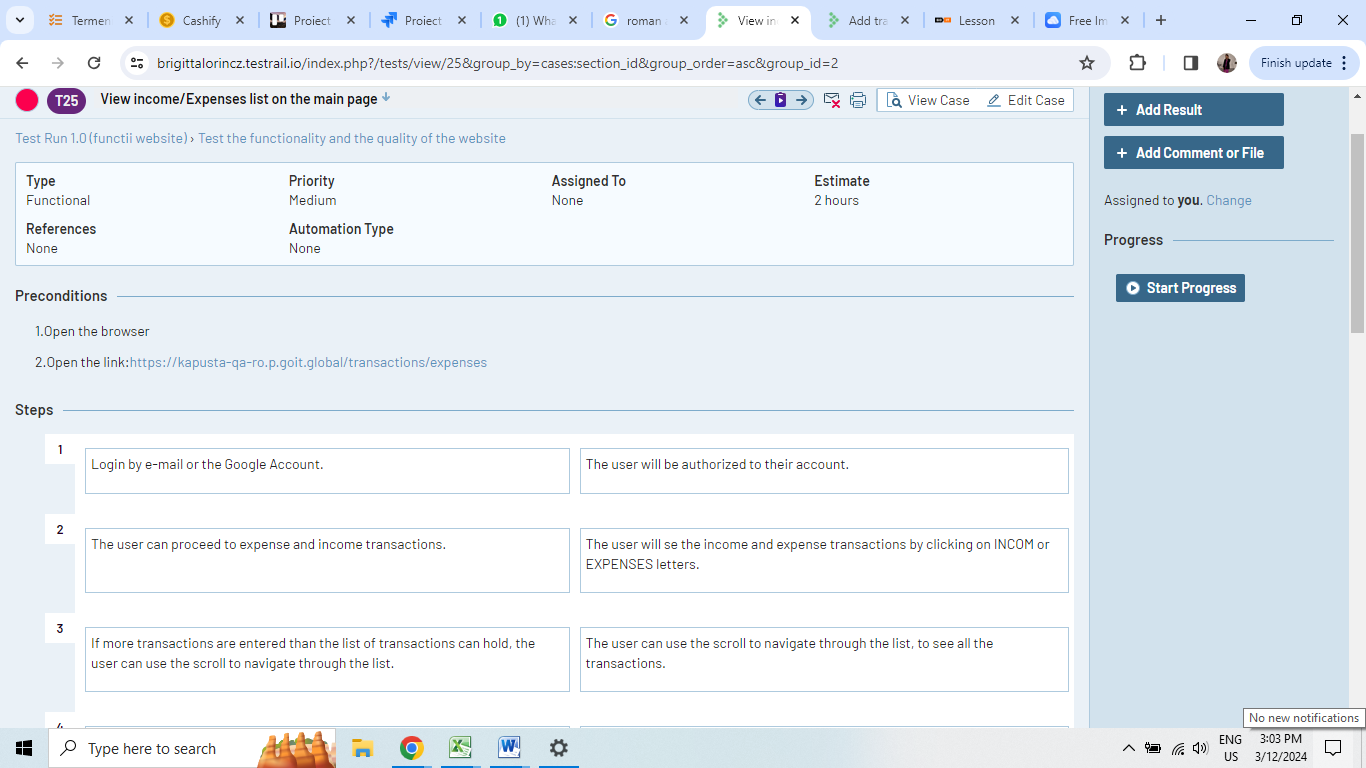 Termen
Cashify
Proiect
Proiect
(1) Wha
roman
View in
Add tra
Lesson
Free Im
brigittalorincz.testrail.io/index.php?/tests/view/25&group_by=cases:section_id&group_order=asc&group_id=2
Finish update
T25
View income/Expenses list on the main page
View Case
Edit Case
Test Run 1.0 (functii website) › Test the functionality and the quality of the website
Type
Priority
Assigned To
Estimate
Functional
Medium
None
2 hours
References
Automation Type
None
None
+ Add Result
+ Add Comment or File
Assigned to you. Change
Progress
Start Progress
Preconditions
1.Open the browser
2.Open the link:https://kapusta-qa-ro.p.goit.global/transactions/expenses
Steps
1
Login by e-mail or the Google Account.
The user will be authorized to their account.
2
The user can proceed to expense and income transactions.
The user will se the income and expense transactions by clicking on INCOM or
EXPENSES letters.
3
If more transactions are entered than the list of transactions can hold, the
user can use the scroll to navigate through the list.
The user can use the scroll to navigate through the list, to see all the
transactions.
4
No new notifications
Type here to search
ENG
US
3:03 PM
3/12/2024